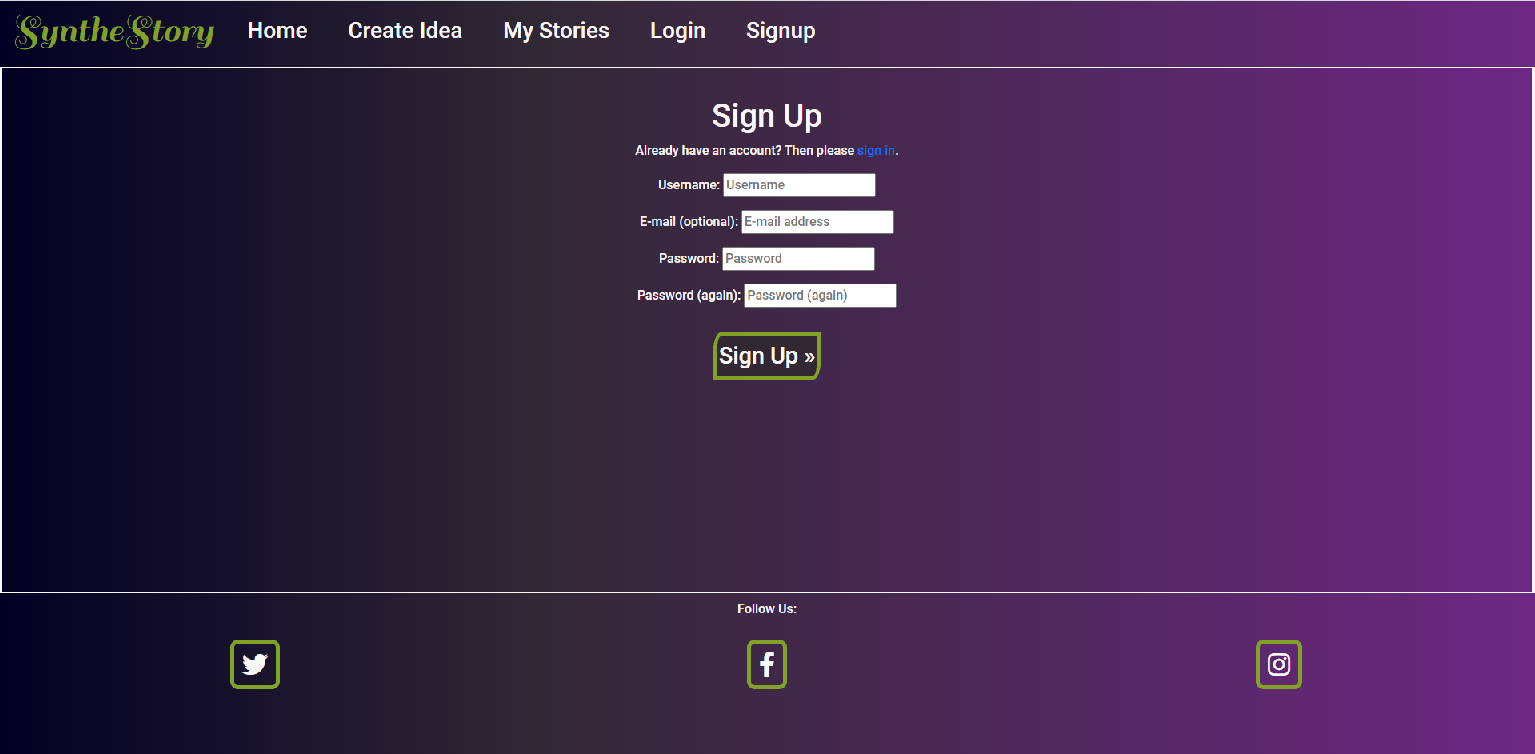 SyntheStory Home Create Idea My Stories Login Signup
Sign Up
Already have an account? Then please sign in.
Username: Username
E-mail (optional): E-mail address
Password: Password
Password (again): Password (again)
Sign Up »
Follow Us: